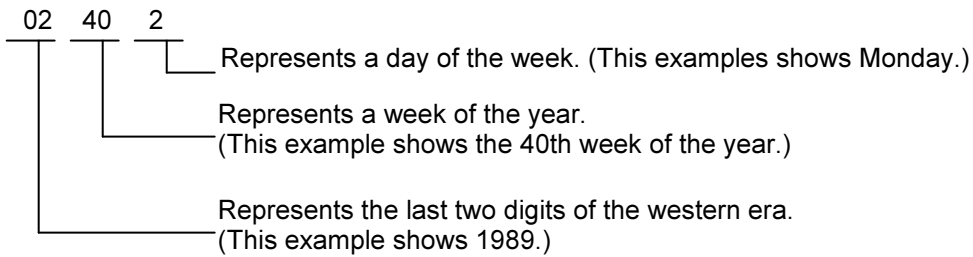 02 40 2
Represents a day of the week. (This examples shows Monday.)
Represents a week of the year.
(This example shows the 40th week of the year.)
Represents the last two digits of the western era.
(This example shows 1989.)